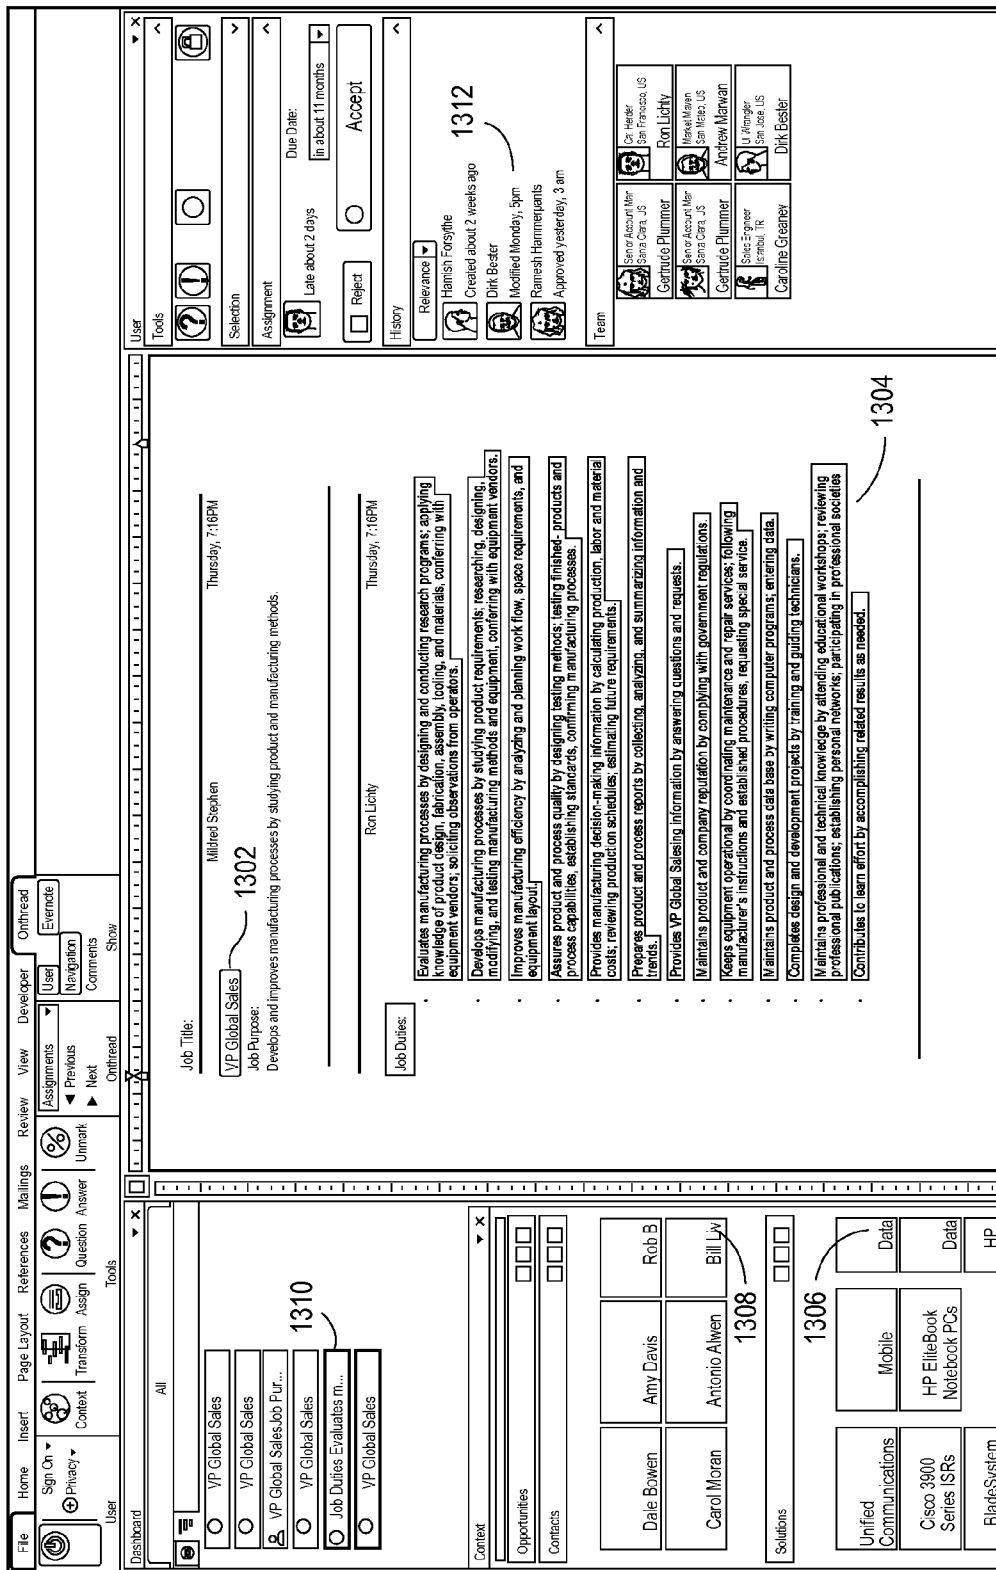 File Home Insert Page Layout References Mailings Review View Developer Onthread
Sign On
Privacy
User
Context
Transform
Assign
Question
Answer
Unmark
Tools
Assignments
Previous
Next
Onthread
User
Navigation
Comments
Evernote
Show
Dashboard
All
VP Global Sales
VP Global Sales
VP Global SalesJob Pur...
VP Global Sales
Job Duties Evaluates m...
VP Global Sales
1310
Context
Opportunities
Contacts
Dale Bowen
Amy Davis
Rob B
Carol Moran
Antonio Alwen
Bill Liv
1308
Solutions
1306
Unified
Communications
Mobile
Data
Cisco 3900
Series ISRs
HP EliteBook
Notebook PCs
Data
BladeSystem
HP
Job Title:
Mildred Stephen
Thursday, 7:16PM
VP Global Sales
1302
Job Purpose:
Develops and improves manufacturing processes by studying product and manufacturing methods.
Ron Lichty
Thursday, 7:16PM
Job Duties:
Evaluates manufacturing processes by designing and conducting research programs; applying
knowledge of product design, fabrication, assembly, tooling, and materials, conferring with
equipment vendors; soliciting observations from operators.
Develops manufacturing processes by studying product requirements; researching, designing,
modifying, and testing manufacturing methods and equipment, conferring with equipment vendors.
Improves manufacturing efficiency by analyzing and planning work flow, space requirements, and
equipment layout.
Assures product and process quality by designing testing methods; testing finished- products and
process capabilities, establishing standards, confirming manufacturing processes.
Provides manufacturing decision-making information by calculating production, labor and material
costs; reviewing production schedules; estimating future requirements.
Prepares product and process reports by collecting, analyzing, and summarizing information and
trends.
Provides VP Global Salesing information by answering questions and requests.
Maintains product and company reputation by complying with government regulations.
Keeps equipment operational by coordinating maintenance and repair services; following
manufacturer's instructions and established procedures, requesting special service.
Maintains product and process data base by writing computer programs; entering data.
Completes design and development projects by training and guiding technicians.
Maintains professional and technical knowledge by attending educational workshops; reviewing
professional publications; establishing personal networks; participating in professional societies
Contributes to learn effort by accomplishing related results as needed.
1304
User
Tools
Selection
Assignment
Late about 2 days
Due Date:
in about 11 months
Reject
Accept
History
Relevance
Hamish Forsythe
Created about 2 weeks ago
1312
Dirk Bester
Modified Monday, 5pm
Ramesh Hammerpants
Approved yesterday, 3 am
Team
Senior Account Man
Santa Clara, US
Gertrude Plummer
Cat Herder
San Francisco, US
Ron Lichty
Senior Account Man
Santa Clara, US
Gertrude Plummer
Market Maven
San Mateo, US
Andrew Marwan
Sales Engineer
Istanbul, TR
Caroline Greaney
UI Wrangler
San Jose, US
Dirk Bester